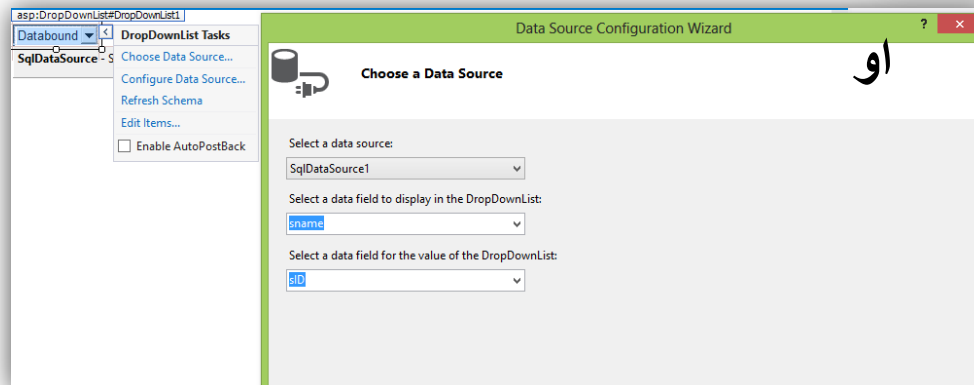 asp:DropDownList#DropDownList1
Databound
DropDownList Tasks
SqlDataSource - S
Choose Data Source...
Configure Data Source...
Refresh Schema
Edit Items...
Enable AutoPostBack
Data Source Configuration Wizard
?
×
او
Choose a Data Source
Select a data source:
SqlDataSource1
Select a data field to display in the DropDownList:
sname
Select a data field for the value of the DropDownList:
sID